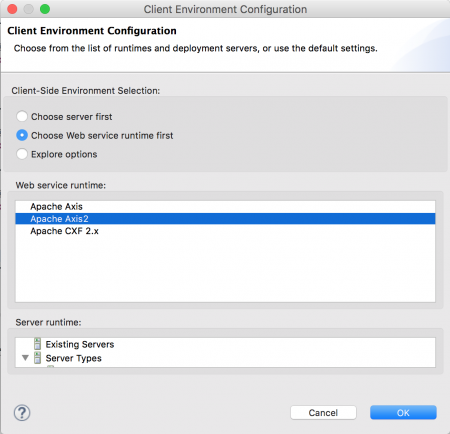 Client Environment Configuration
Client Environment Configuration
Choose from the list of runtimes and deployment servers, or use the default settings.
Client-Side Environment Selection:
Choose server first
Choose Web service runtime first
Explore options
Web service runtime:
Apache Axis
Apache Axis2
Apache CXF 2.x
Server runtime:
Existing Servers
Server Types
?
Cancel
OK